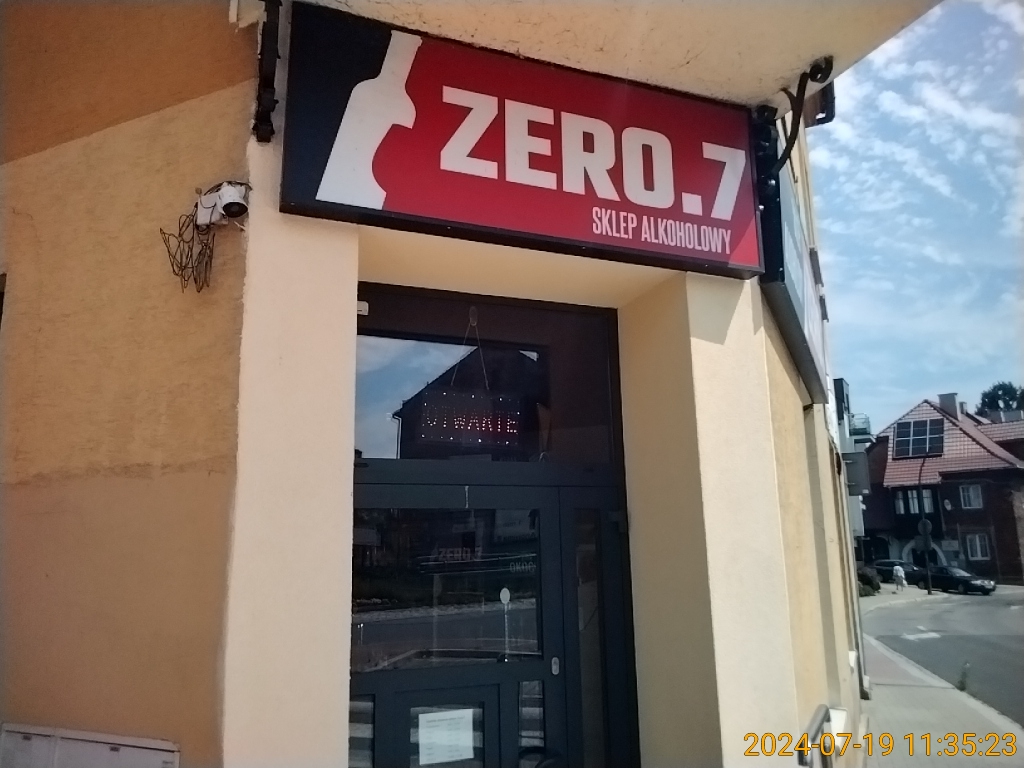 ZERO.7
SKLEP ALKOHOLOWY
OTWARTE
ZERO.7
2024-07-19 11:35:23